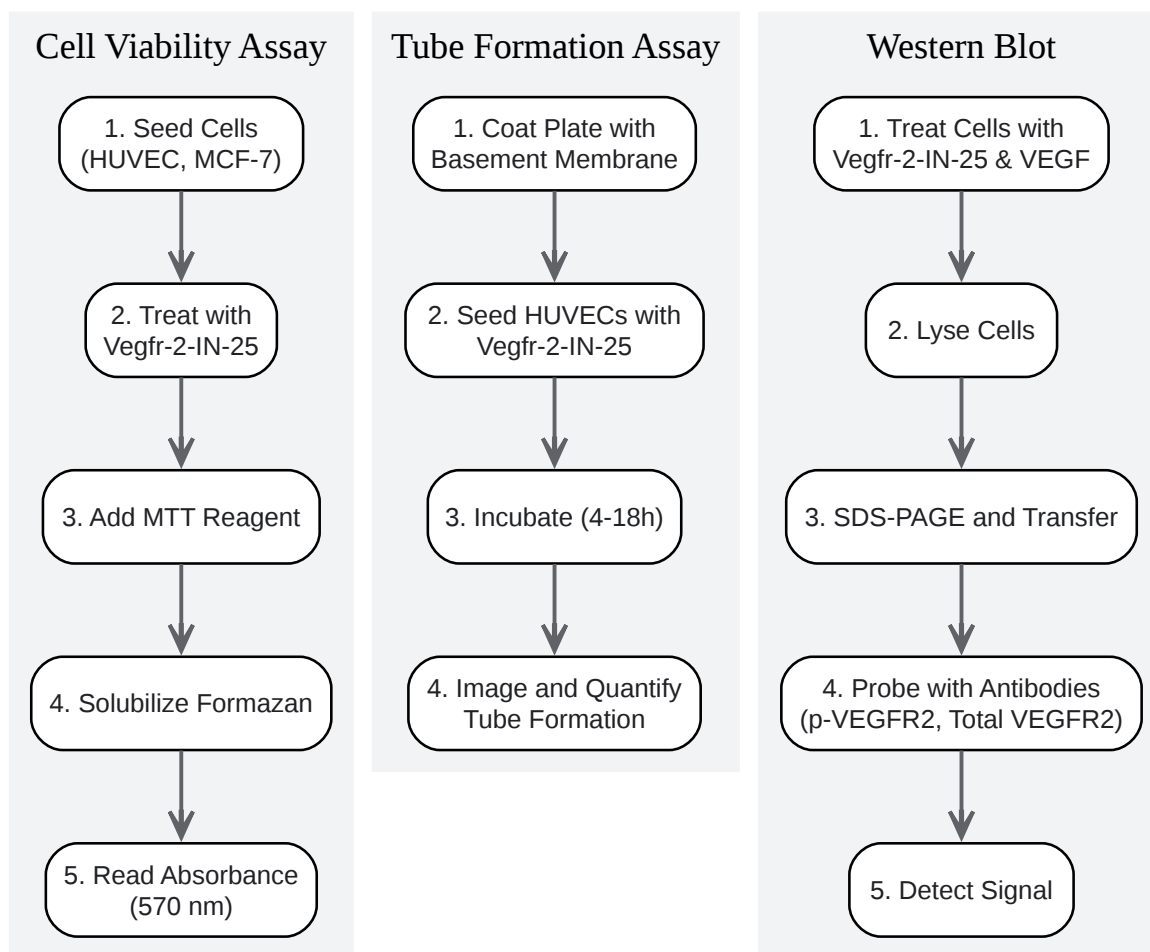 Cell Viability Assay
1. Seed Cells
(HUVEC, MCF-7)
2. Treat with
Vegfr-2-IN-25
3. Add MTT Reagent
4. Solubilize Formazan
5. Read Absorbance
(570 nm)
Tube Formation Assay
1. Coat Plate with
Basement Membrane
2. Seed HUVECs with
Vegfr-2-IN-25
3. Incubate (4-18h)
4. Image and Quantify
Tube Formation
Western Blot
1. Treat Cells with
Vegfr-2-IN-25 & VEGF
2. Lyse Cells
3. SDS-PAGE and Transfer
4. Probe with Antibodies
(p-VEGFR2, Total VEGFR2)
5. Detect Signal